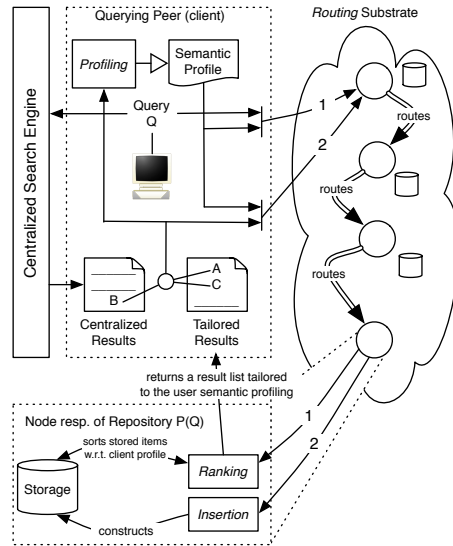 Querying Peer (client)
Routing Substrate
Centralized Search Engine
Profiling
Semantic
Profile
Query
Q
1
2
routes
routes
routes
A
C
B
Centralized
Results
Tailored
Results
returns a result list tailored
to the user semantic profiling
1
2
Node resp. of Repository P(Q)
sorts stored items
w.r.t. client profile
Storage
Ranking
Insertion
constructs